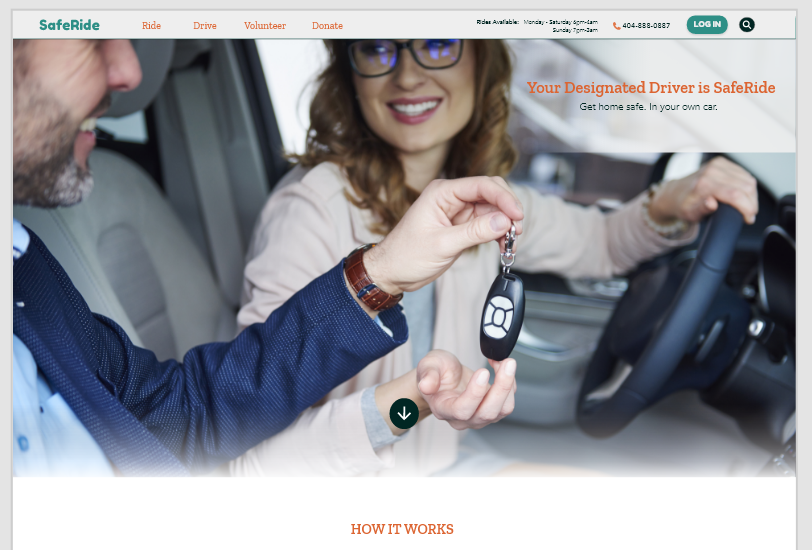 SafeRide
Ride
Drive
Volunteer
Donate
Rides Available: Monday - Saturday 6pm-4am
Sunday 7pm-3am
404-888-0887
LOG IN
Your Designated Driver is SafeRide
Get home safe. In your own car.
HOW IT WORKS